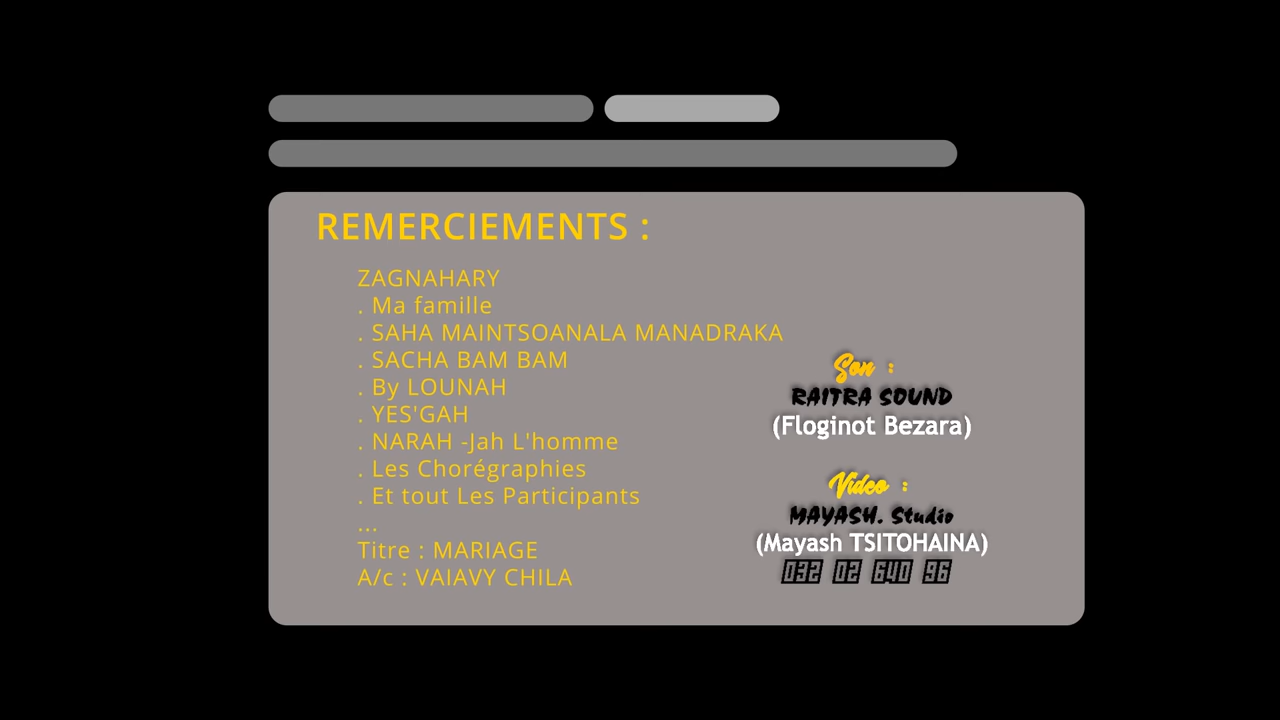 REMERCIEMENTS :
ZAGNAHARY
. Ma famille
. SAHA MAINTSOANALA MANADRAKA
. SACHA BAM BAM
. By LOUNAH
. YES'GAH
. NARAH -Jah L'homme
. Les Chorégraphies
. Et tout Les Participants
...
Titre : MARIAGE
A/c : VAIAVY CHILA
Son :
RAITRA SOUND
(Floginot Bezara)
Video :
MAYASH. Studio
(Mayash TSITOHAINA)
032 02 640 96